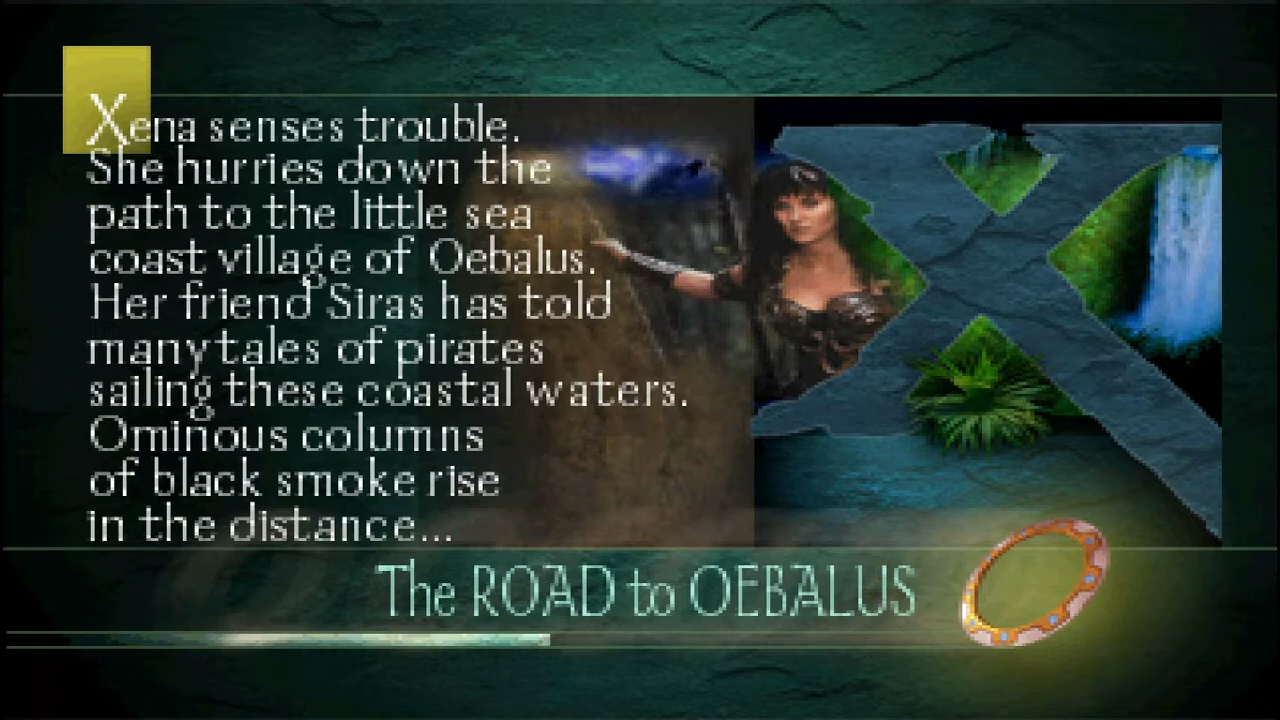 Xena senses trouble.
She hurries down the
path to the little sea
coast village of Oebalus.
Her friend Siras has told
many tales of pirates
sailing these coastal waters.
Ominous columns
of black smoke rise
in the distance...
The ROAD to OEBALUS